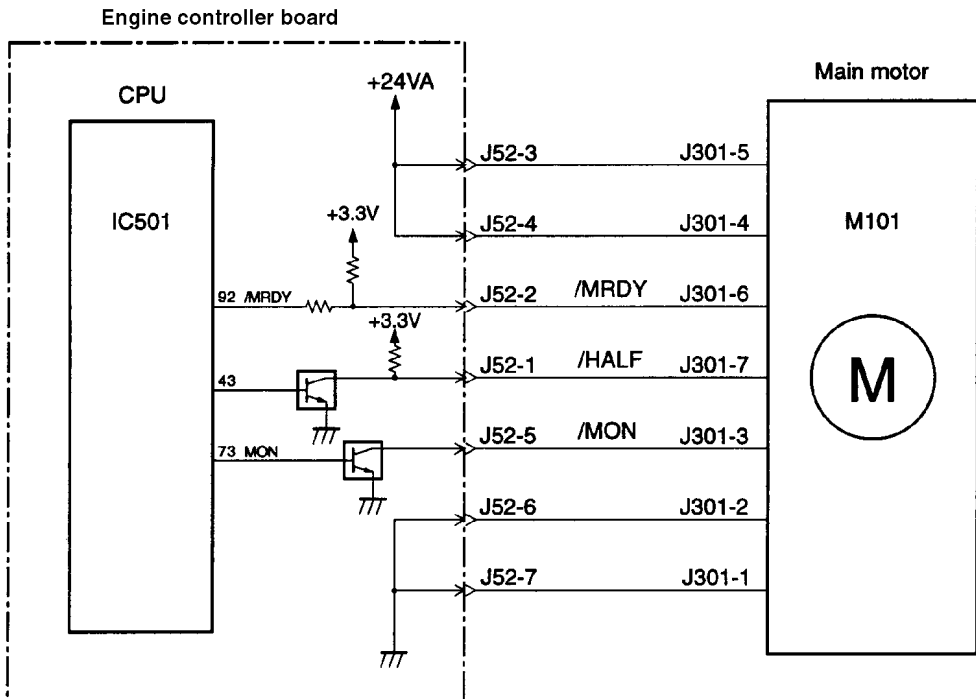 Engine controller board
+24VA
Main motor
CPU
J52-3 J301-5
+3.3V
IC501
J52-4 J301-4
M101
92 /MRDY
J52-2 /MRDY J301-6
+3.3V
J52-1 /HALF J301-7
43
M
J52-5 /MON J301-3
73 MON
J52-6 J301-2
J52-7 J301-1